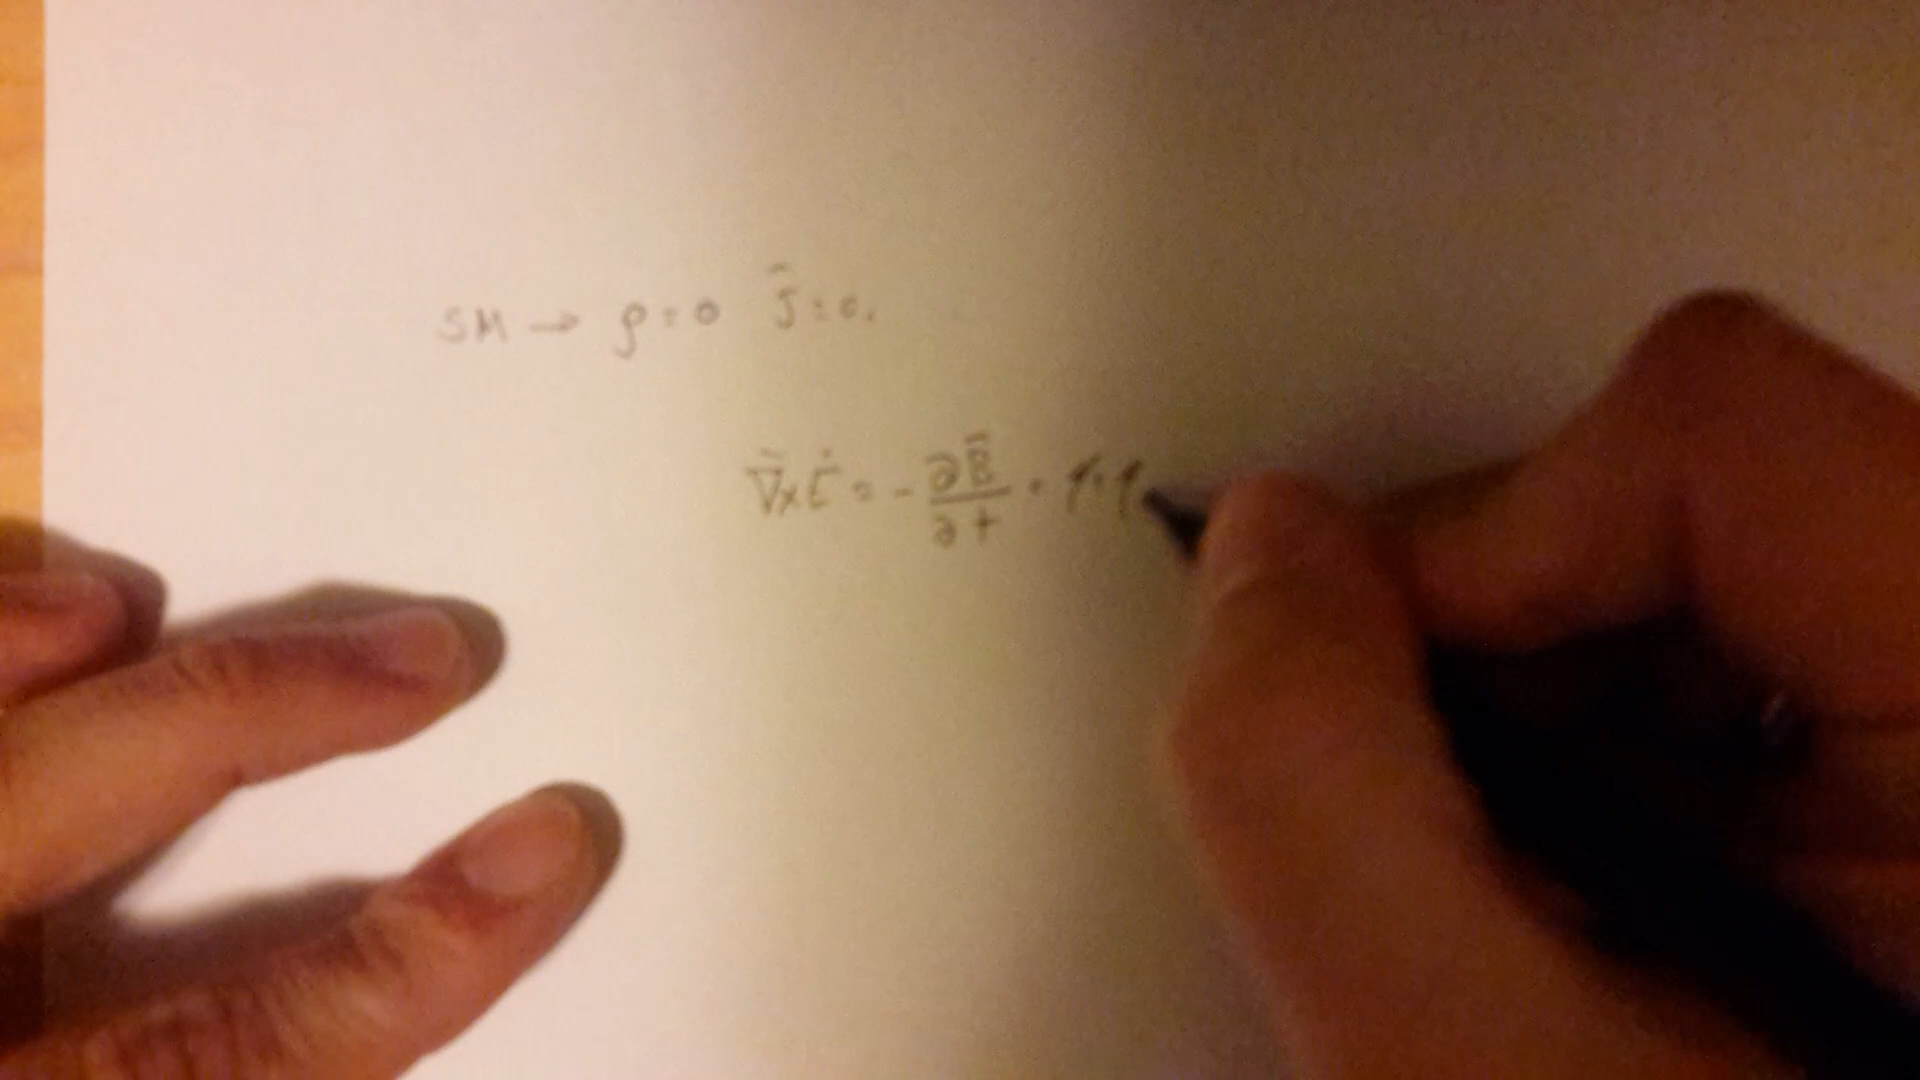 SM → ρ = 0 J̄ = 0.
∇̄ x Ē = - ∂B̄/∂t